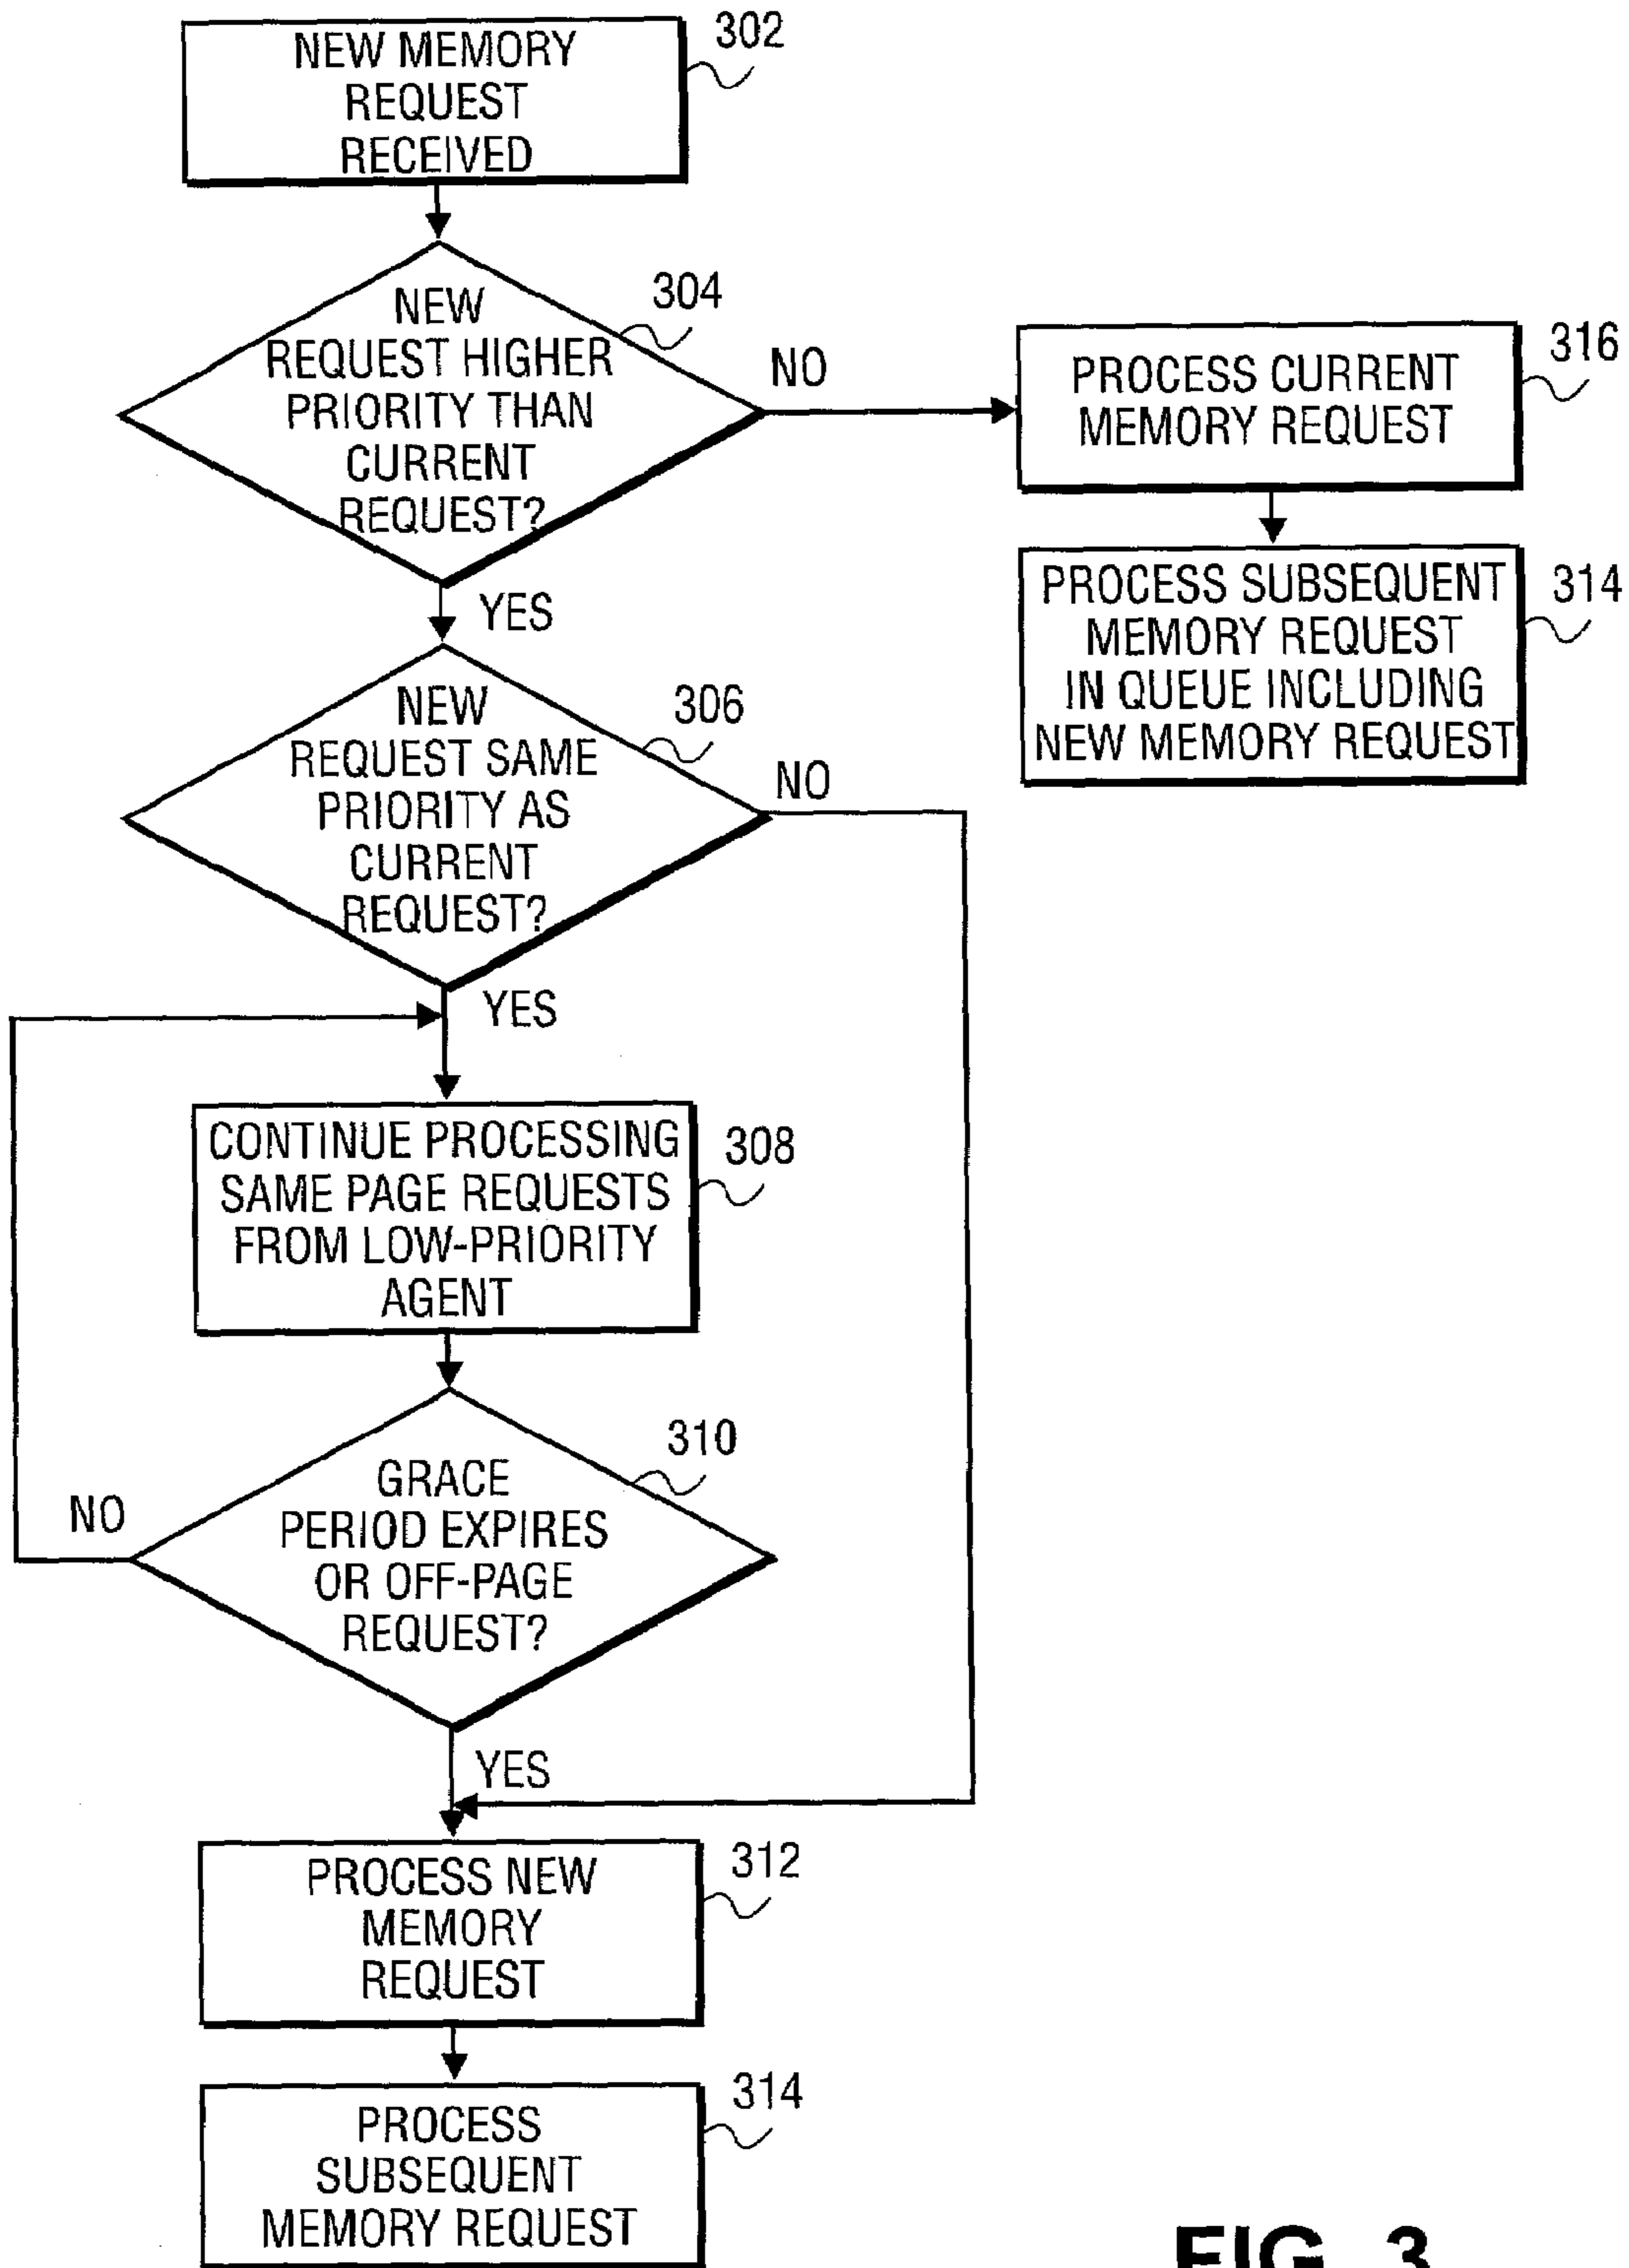 NEW MEMORY
REQUEST
RECEIVED
302
NEW
REQUEST HIGHER
PRIORITY THAN
CURRENT
REQUEST?
304
NO
PROCESS CURRENT
MEMORY REQUEST
316
PROCESS SUBSEQUENT
MEMORY REQUEST
IN QUEUE INCLUDING
NEW MEMORY REQUEST
314
YES
NEW
REQUEST SAME
PRIORITY AS
CURRENT
REQUEST?
306
NO
YES
CONTINUE PROCESSING
SAME PAGE REQUESTS
FROM LOW-PRIORITY
AGENT
308
GRACE
PERIOD EXPIRES
OR OFF-PAGE
REQUEST?
310
NO
YES
PROCESS NEW
MEMORY
REQUEST
312
PROCESS
SUBSEQUENT
MEMORY REQUEST
314
FIG. 3